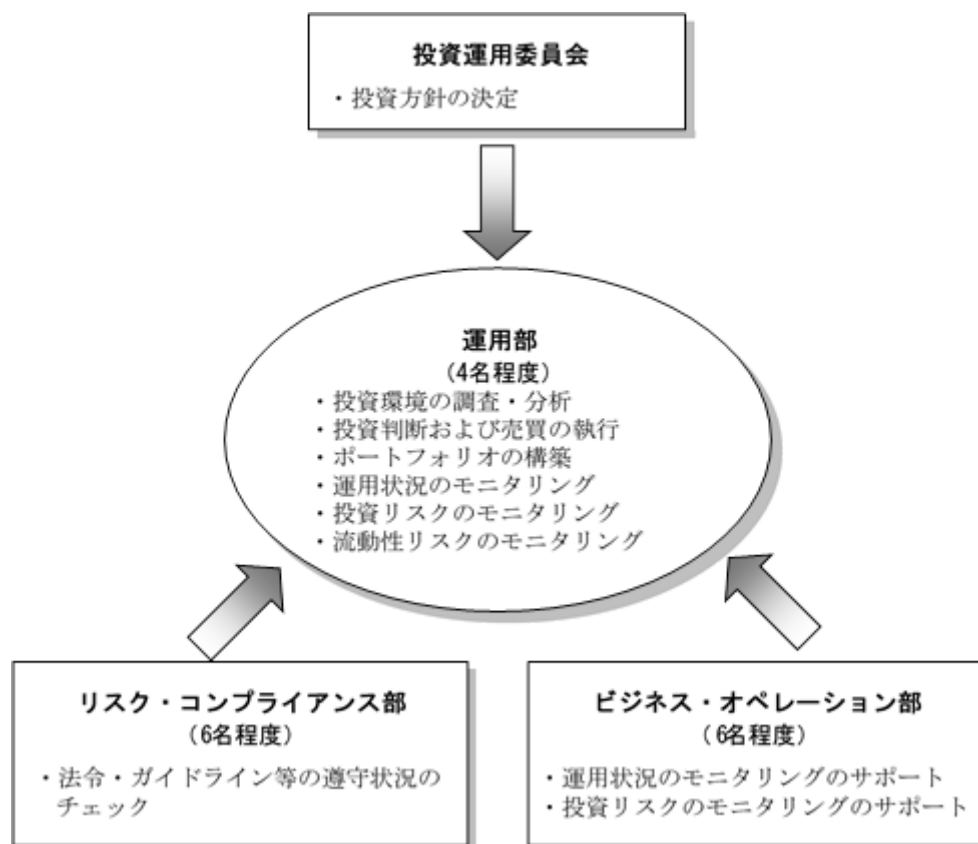 投資運用委員会
・投資方針の決定
運用部
(4名程度)
・投資環境の調査・分析
・投資判断および売買の執行
・ポートフォリオの構築
・運用状況のモニタリング
・投資リスクのモニタリング
・流動性リスクのモニタリング
リスク・コンプライアンス部
(6名程度)
・法令・ガイドライン等の遵守状況の
チェック
ビジネス・オペレーション部
(6名程度)
・運用状況のモニタリングのサポート
・投資リスクのモニタリングのサポート